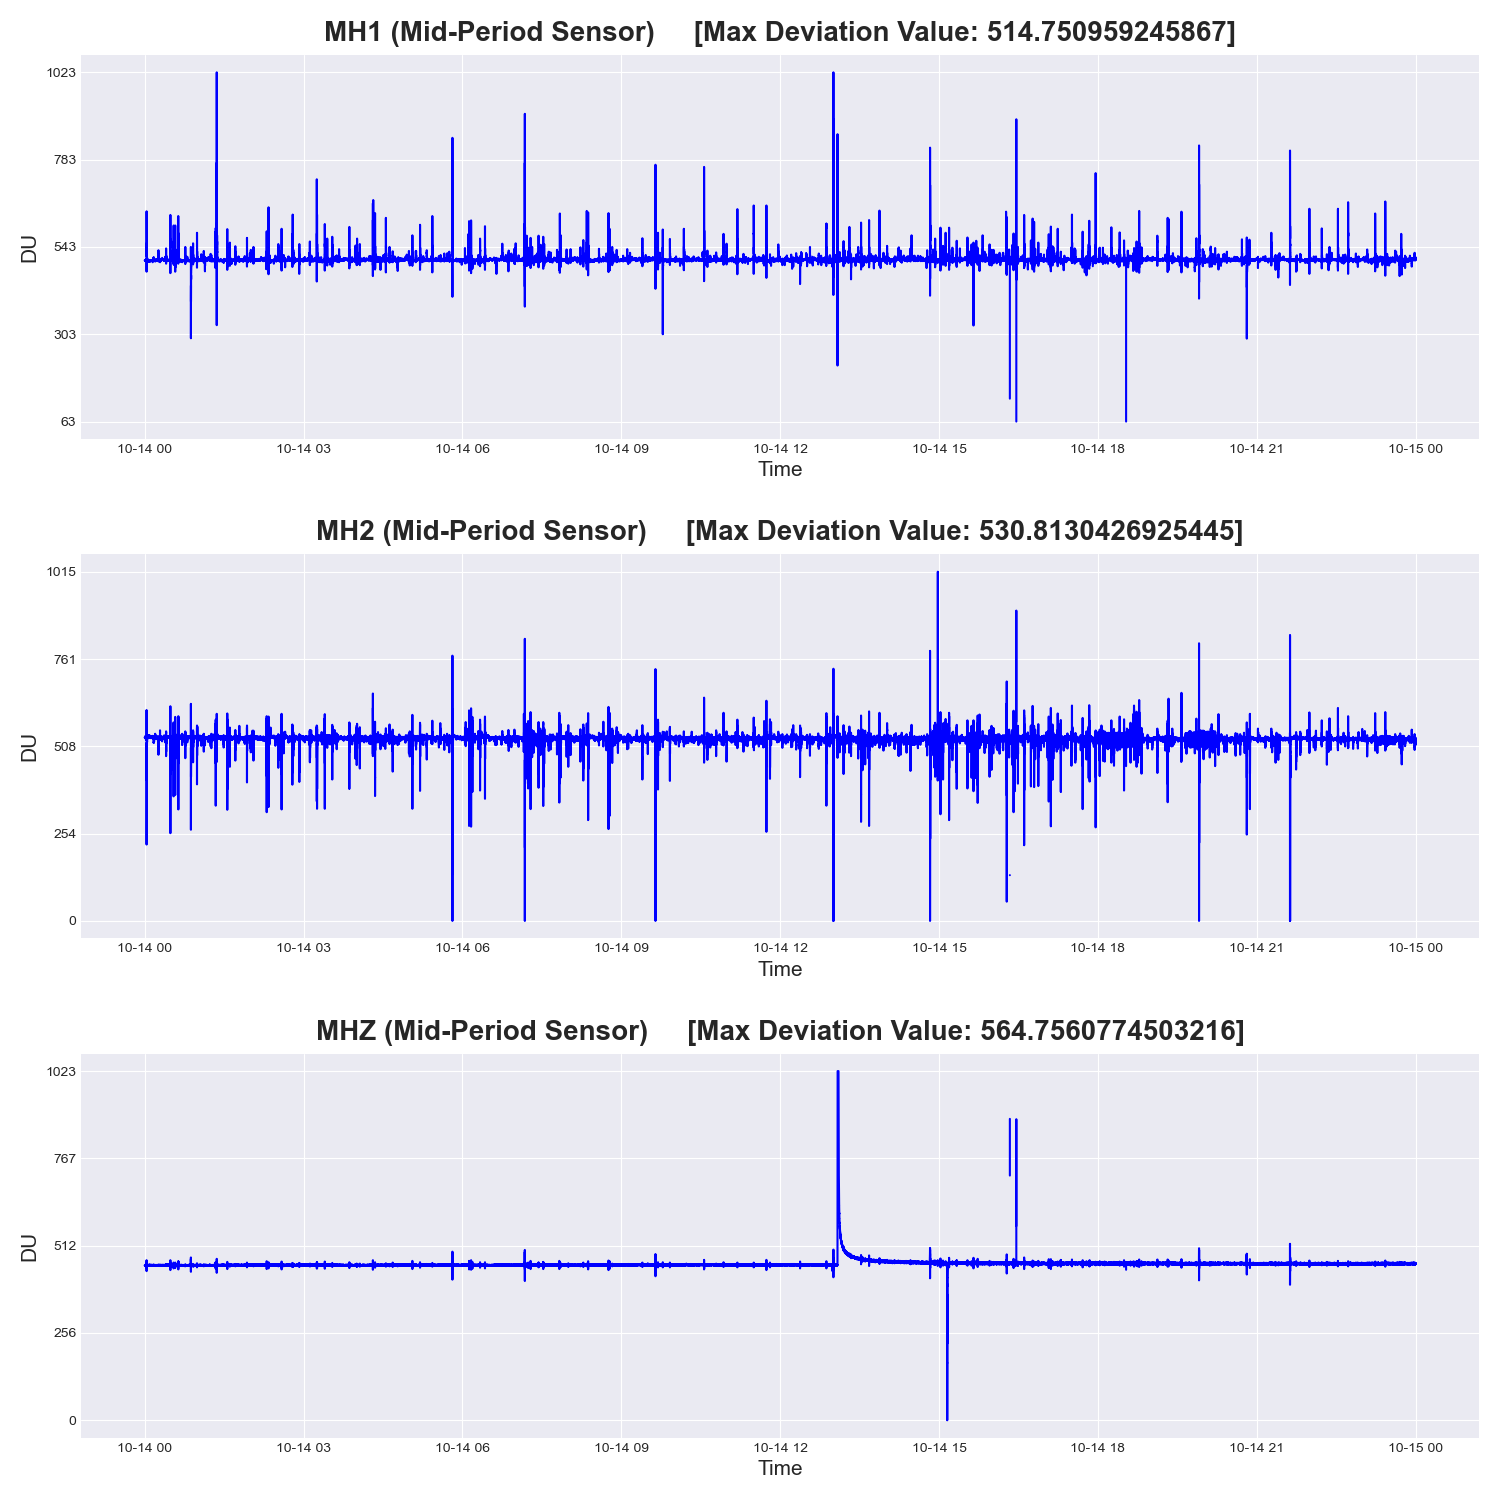 MH1 (Mid-Period Sensor) [Max Deviation Value: 514.750959245867]
1023
783
543
303
63
DU
10-14 00 10-14 03 10-14 06 10-14 09 10-14 12 10-14 15 10-14 18 10-14 21 10-15 00
Time
MH2 (Mid-Period Sensor) [Max Deviation Value: 530.8130426925445]
1015
761
508
254
0
DU
10-14 00 10-14 03 10-14 06 10-14 09 10-14 12 10-14 15 10-14 18 10-14 21 10-15 00
Time
MHZ (Mid-Period Sensor) [Max Deviation Value: 564.7560774503216]
1023
767
512
256
0
DU
10-14 00 10-14 03 10-14 06 10-14 09 10-14 12 10-14 15 10-14 18 10-14 21 10-15 00
Time